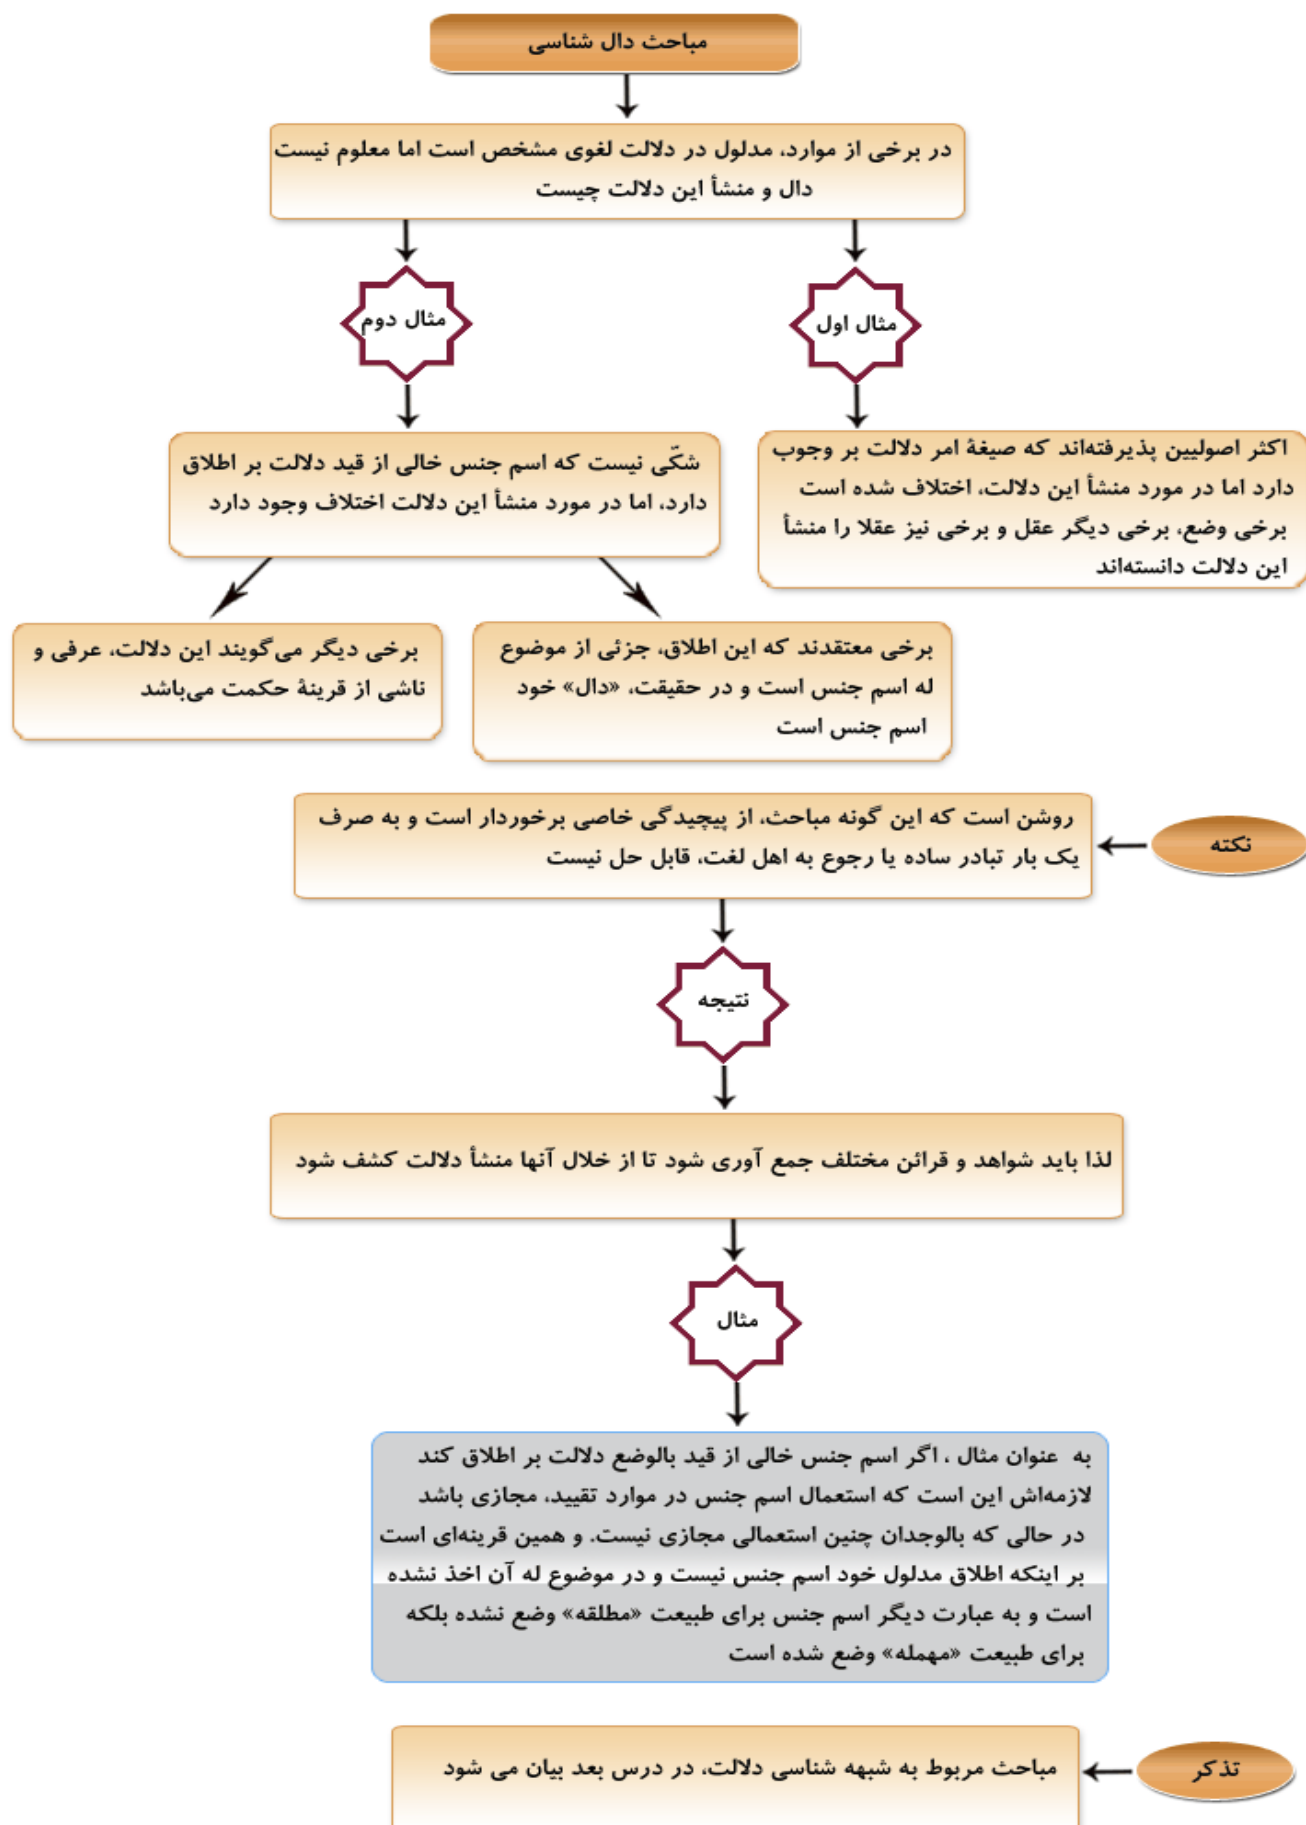 مباحث دال شناسی
در برخی از موارد، مدلول در دلالت لغوی مشخص است اما معلوم نیست
دال و منشأ این دلالت چیست
مثال اول
اکثر اصولیین پذیرفته‌اند که صیغهٔ امر دلالت بر وجوب
دارد اما در مورد منشأ این دلالت، اختلاف شده است
برخی وضع، برخی دیگر عقل و برخی نیز عقلا را منشأ
این دلالت دانسته‌اند
مثال دوم
شکّی نیست که اسم جنس خالی از قید دلالت بر اطلاق
دارد، اما در مورد منشأ این دلالت اختلاف وجود دارد
برخی معتقدند که این اطلاق، جزئی از موضوع
له اسم جنس است و در حقیقت، «دال» خود
اسم جنس است
برخی دیگر می‌گویند این دلالت، عرفی و
ناشی از قرینهٔ حکمت می‌باشد
نکته
روشن است که این گونه مباحث، از پیچیدگی خاصی برخوردار است و به صرف
یک بار تبادر ساده یا رجوع به اهل لغت، قابل حل نیست
نتیجه
لذا باید شواهد و قرائن مختلف جمع آوری شود تا از خلال آنها منشأ دلالت کشف شود
مثال
به عنوان مثال ، اگر اسم جنس خالی از قید بالوضع دلالت بر اطلاق کند
لازمه‌اش این است که استعمال اسم جنس در موارد تقیید، مجازی باشد
در حالی که بالوجدان چنین استعمالی مجازی نیست. و همین قرینه‌ای است
بر اینکه اطلاق مدلول خود اسم جنس نیست و در موضوع له آن اخذ نشده
است و به عبارت دیگر اسم جنس برای طبیعت «مطلقه» وضع نشده بلکه
برای طبیعت «مهمله» وضع شده است
تذکر
مباحث مربوط به شبهه شناسی دلالت، در درس بعد بیان می شود